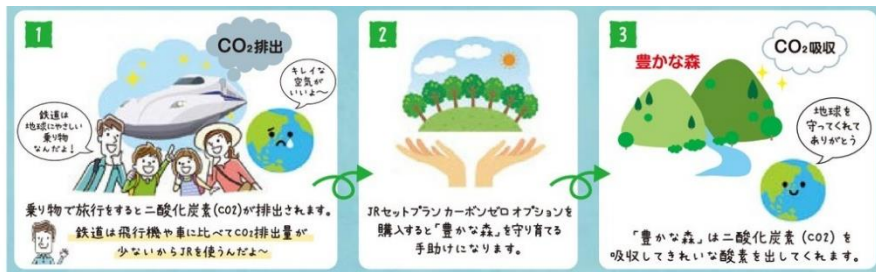 1
CO₂排出
キレイな
空気が
いいよ〜
鉄道は
地球にやさしい
乗り物
なんだよ!
乗り物で旅行をすると二酸化炭素(CO2)が排出されます。
鉄道は飛行機や車に比べてCO2排出量が
少ないからJRを使うんだよ〜
2
JRセットプラン カーボンゼロ オプションを
購入すると「豊かな森」を守り育てる
手助けになります。
3
CO₂吸収
豊かな森
地球を
守ってくれて
ありがとう
「豊かな森」は二酸化炭素(CO2)を
吸収してきれいな酸素を出してくれます。